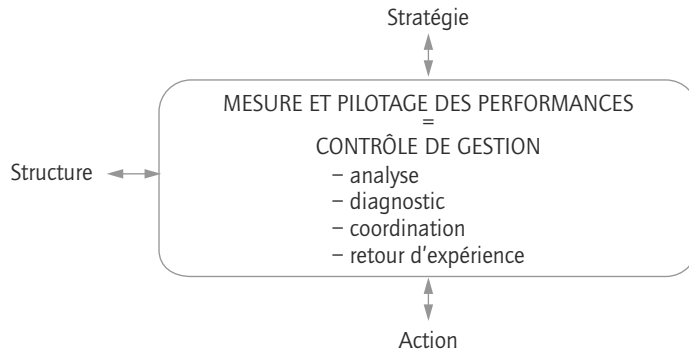 Stratégie
MESURE ET PILOTAGE DES PERFORMANCES
=
CONTRÔLE DE GESTION
Structure
– analyse
– diagnostic
– coordination
– retour d'expérience
Action